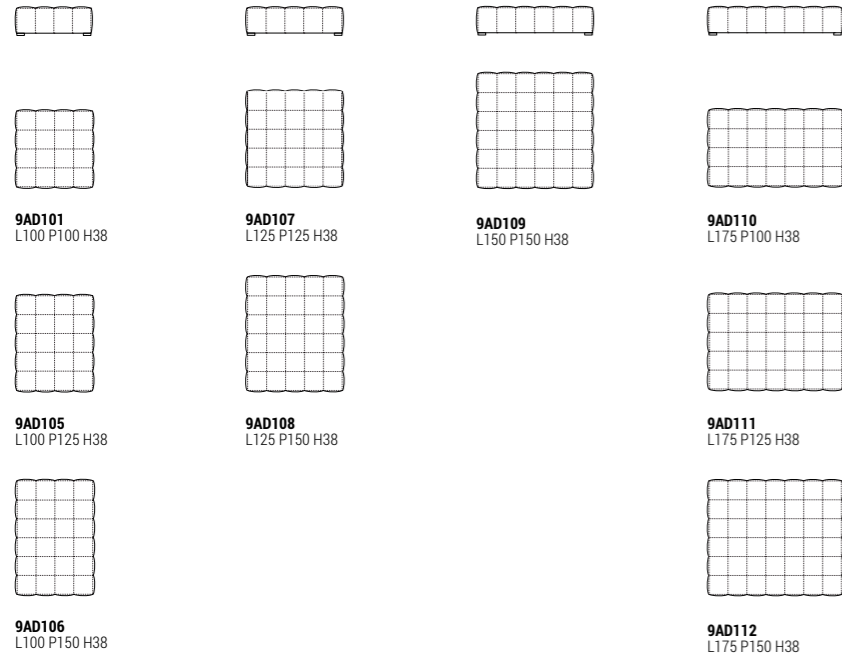 9AD101
L100 P100 H38
9AD107
L125 P125 H38
9AD109
L150 P150 H38
9AD110
L175 P100 H38
9AD105
L100 P125 H38
9AD108
L125 P150 H38
9AD111
L175 P125 H38
9AD106
L100 P150 H38
9AD112
L175 P150 H38